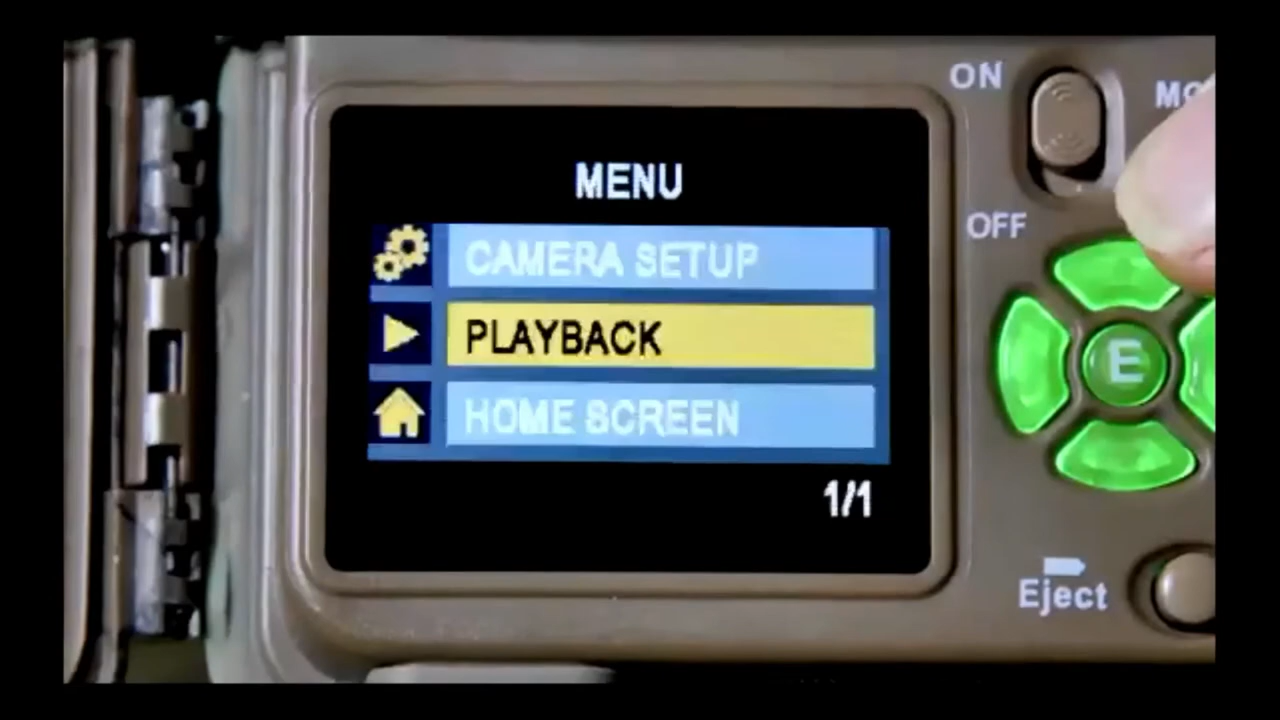 ON
MENU
CAMERA SETUP
PLAYBACK
HOME SCREEN
1/1
OFF
E
Eject